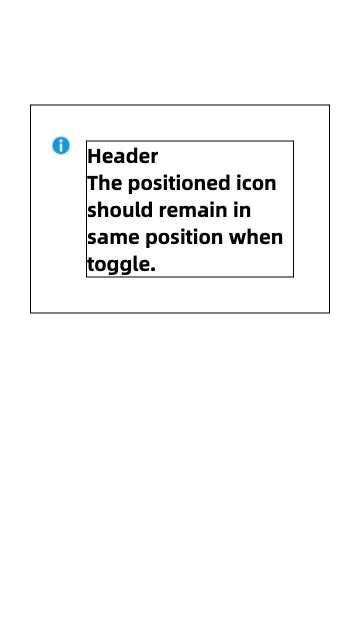 Header
The positioned icon
should remain in
same position when
toggle.